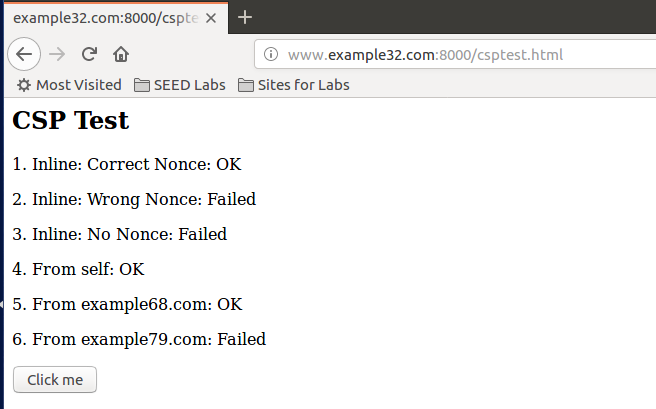 example32.com:8000/cspte
www.example32.com:8000/csptest.html
Most Visited SEED Labs Sites for Labs
CSP Test
1. Inline: Correct Nonce: OK
2. Inline: Wrong Nonce: Failed
3. Inline: No Nonce: Failed
4. From self: OK
5. From example68.com: OK
6. From example79.com: Failed
Click me